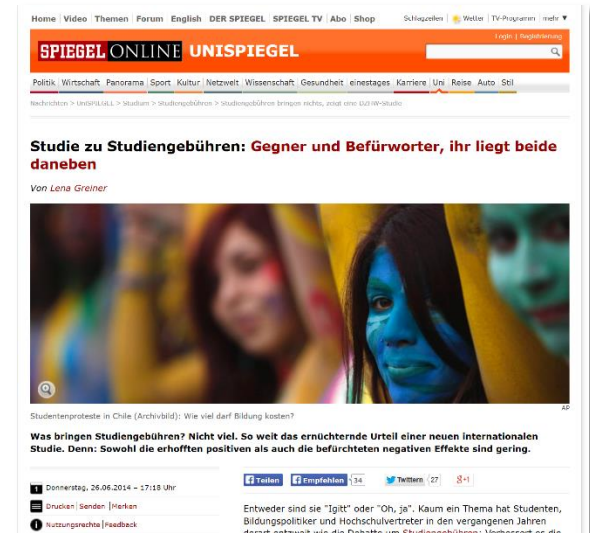 Home Video Themen Forum English DER SPIEGEL SPIEGEL TV Abo Shop
Schlagzeilen Wetter TV-Programm mehr ▼
Login | Registrierung
SPIEGEL ONLINE UNISPIEGEL
Politik Wirtschaft Panorama Sport Kultur Netzwelt Wissenschaft Gesundheit einestages Karriere Uni Reise Auto Stil
Nachrichten > UniSPIEGEL > Studium > Studiengebühren > Studiengebühren bringen nichts, zeigt eine DZHW-Studie
Studie zu Studiengebühren: Gegner und Befürworter, ihr liegt beide
daneben
Von Lena Greiner
AP
Studentenproteste in Chile (Archivbild): Wie viel darf Bildung kosten?
Was bringen Studiengebühren? Nicht viel. So weit das ernüchternde Urteil einer neuen internationalen
Studie. Denn: Sowohl die erhofften positiven als auch die befürchteten negativen Effekte sind gering.
1 Donnerstag, 26.06.2014 – 17:18 Uhr
Drucken Senden Merken
Nutzungsrechte Feedback
Teilen Empfehlen 34 Twittern 27 g+1
Entweder sind sie "Igitt" oder "Oh, ja". Kaum ein Thema hat Studenten,
Bildungspolitiker und Hochschulvertreter in den vergangenen Jahren
derart entzweit wie die Debatte um Studiengebühren: Verbessert es die